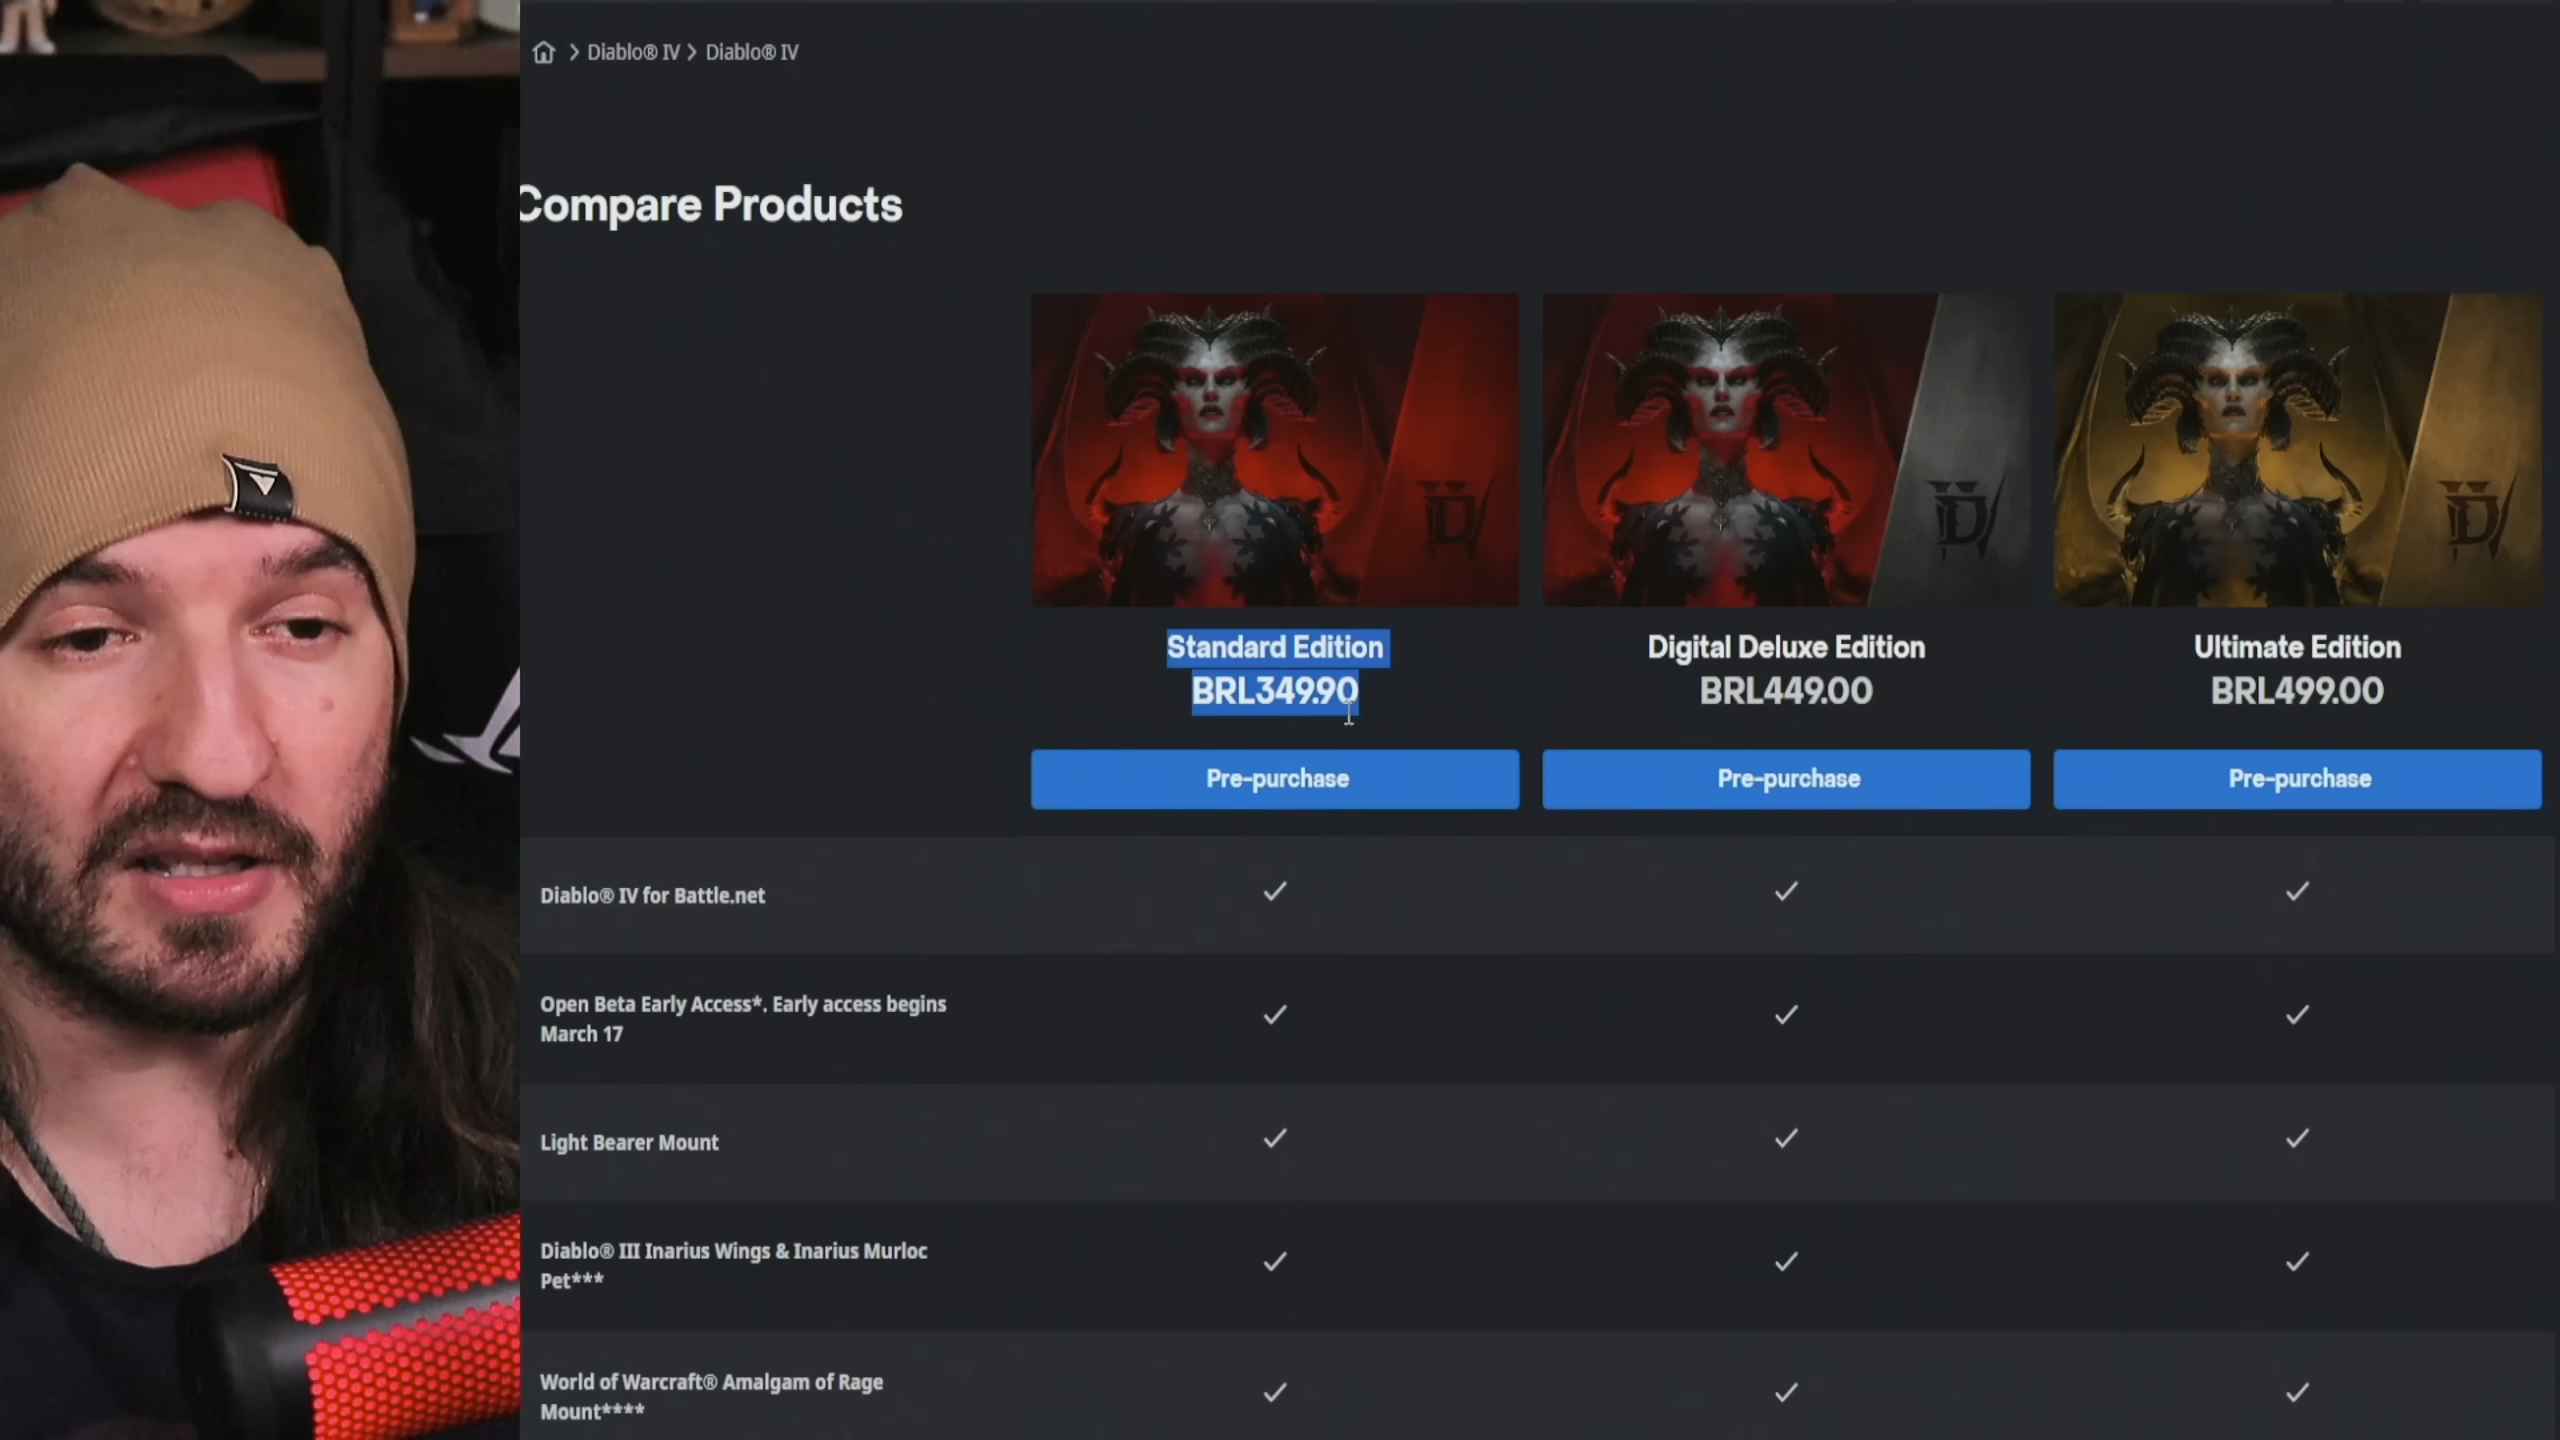 Diablo® IV > Diablo® IV
Compare Products
Standard Edition
BRL349.90
Pre-purchase
Digital Deluxe Edition
BRL449.00
Pre-purchase
Ultimate Edition
BRL499.00
Pre-purchase
Diablo® IV for Battle.net
Open Beta Early Access*. Early access begins
March 17
Light Bearer Mount
Diablo® III Inarius Wings & Inarius Murloc
Pet***
World of Warcraft® Amalgam of Rage
Mount****